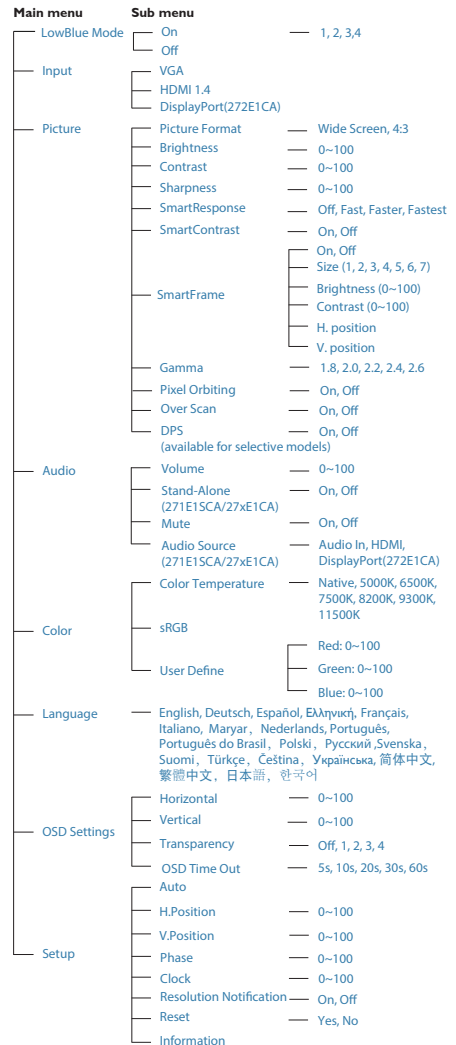 Main menu Sub menu
LowBlue Mode On 1, 2, 3,4
Off
Input VGA
HDMI 1.4
DisplayPort(272E1CA)
Picture Picture Format Wide Screen, 4:3
Brightness 0~100
Contrast 0~100
Sharpness 0~100
SmartResponse Off, Fast, Faster, Fastest
SmartContrast On, Off
On, Off
Size (1, 2, 3, 4, 5, 6, 7)
Brightness (0~100)
SmartFrame
Contrast (0~100)
H. position
V. position
Gamma 1.8, 2.0, 2.2, 2.4, 2.6
Pixel Orbiting On, Off
Over Scan On, Off
DPS On, Off
(available for selective models)
Audio Volume 0~100
Stand-Alone On, Off
(271E1SCA/27xE1CA)
Mute On, Off
Audio Source Audio In, HDMI,
(271E1SCA/27xE1CA) DisplayPort(272E1CA)
Color Temperature Native, 5000K, 6500K,
7500K, 8200K, 9300K,
11500K
Color sRGB
Red: 0~100
User Define Green: 0~100
Blue: 0~100
Language English, Deutsch, Español, Ελληνική, Français,
Italiano, Maryar, Nederlands, Português,
Português do Brasil, Polski, Русский ,Svenska,
Suomi, Türkçe, Čeština, Українська, 简体中文,
繁體中文, 日本語, 한국어
Horizontal 0~100
Vertical 0~100
OSD Settings
Transparency Off, 1, 2, 3, 4
OSD Time Out 5s, 10s, 20s, 30s, 60s
Auto
H.Position 0~100
V.Position 0~100
Setup Phase 0~100
Clock 0~100
Resolution Notification On, Off
Reset Yes, No
Information